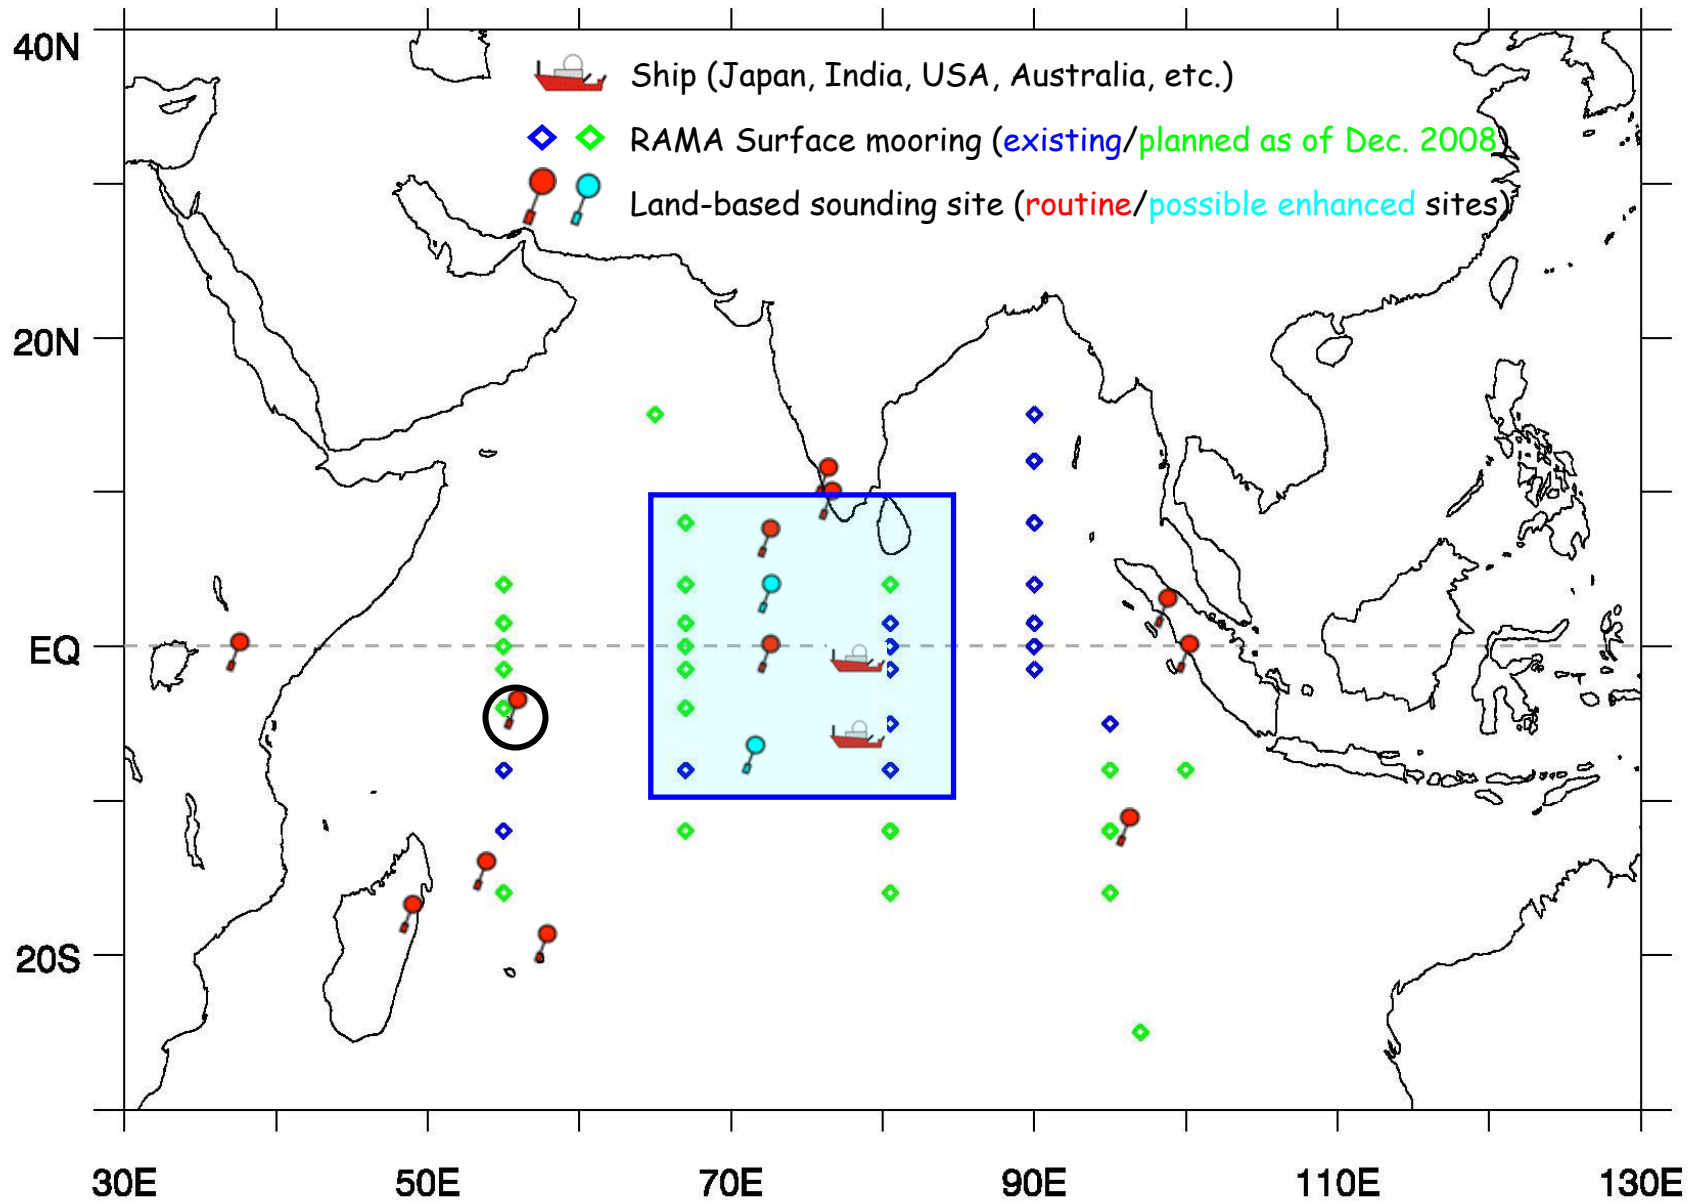 40N
Ship (Japan, India, USA, Australia, etc.)
RAMA Surface mooring (existing/planned as of Dec. 2008)
Land-based sounding site (routine/possible enhanced sites)
20N
EQ
20S
30E 50E 70E 90E 110E 130E